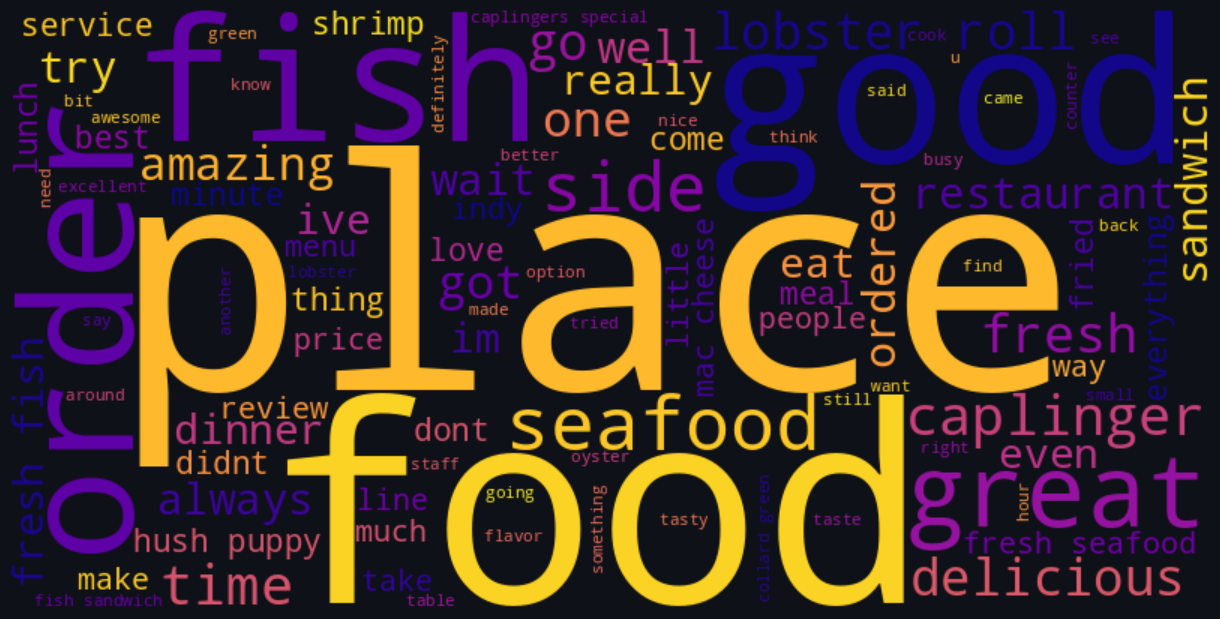 service
green
shrimp
caplingers special
go
well
lobster roll
cook
see
try
fish
know
definitely
really
good
u
said
came
counter
sandwich
lunch
bit
awesome
best
one
nice
come
think
better
busy
need
excellent
amazing
minute
wait
side
indy
restaurant
order
ive
menu
love
ordered
fried
back
everything
place
lobster
another
thing
got
option
made
little
mac cheese
eat
meal
people
find
say
price
im
tried
fresh
way
around
fresh fish
review
dinner
didnt
dont
staff
seafood
oyster
still
want
small
caplinger
right
even
great
fresh fish
always
line
food
going
flavor
something
tasty
collard green
taste
hour
hush puppy
much
fresh seafood
make
time
take
delicious
fish sandwich
table